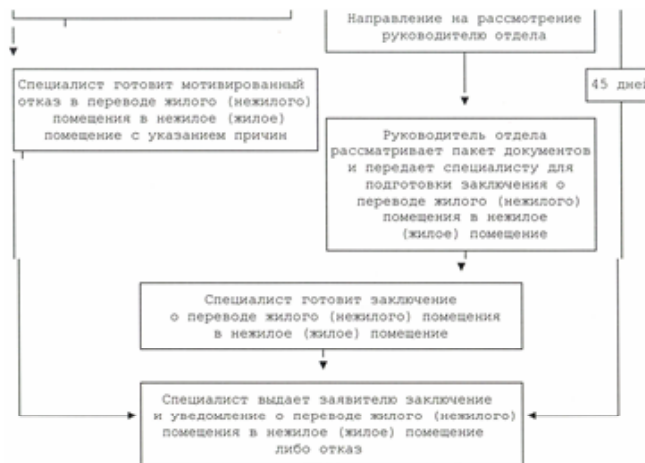 Направление на рассмотрение
руководителю отдела
45 дней
Специалист готовит мотивированный
отказ в переводе жилого (нежилого)
помещения в нежилое (жилое)
помещение с указанием причин
Руководитель отдела
рассматривает пакет документов
и передает специалисту для
подготовки заключения о
переводе жилого (нежилого)
помещения в нежилое
(жилое) помещение
Специалист готовит заключение
о переводе жилого (нежилого) помещения
в нежилое (жилое) помещение
Специалист выдает заявителю заключение
и уведомление о переводе жилого (нежилого)
помещения в нежилое (жилое) помещение
либо отказ